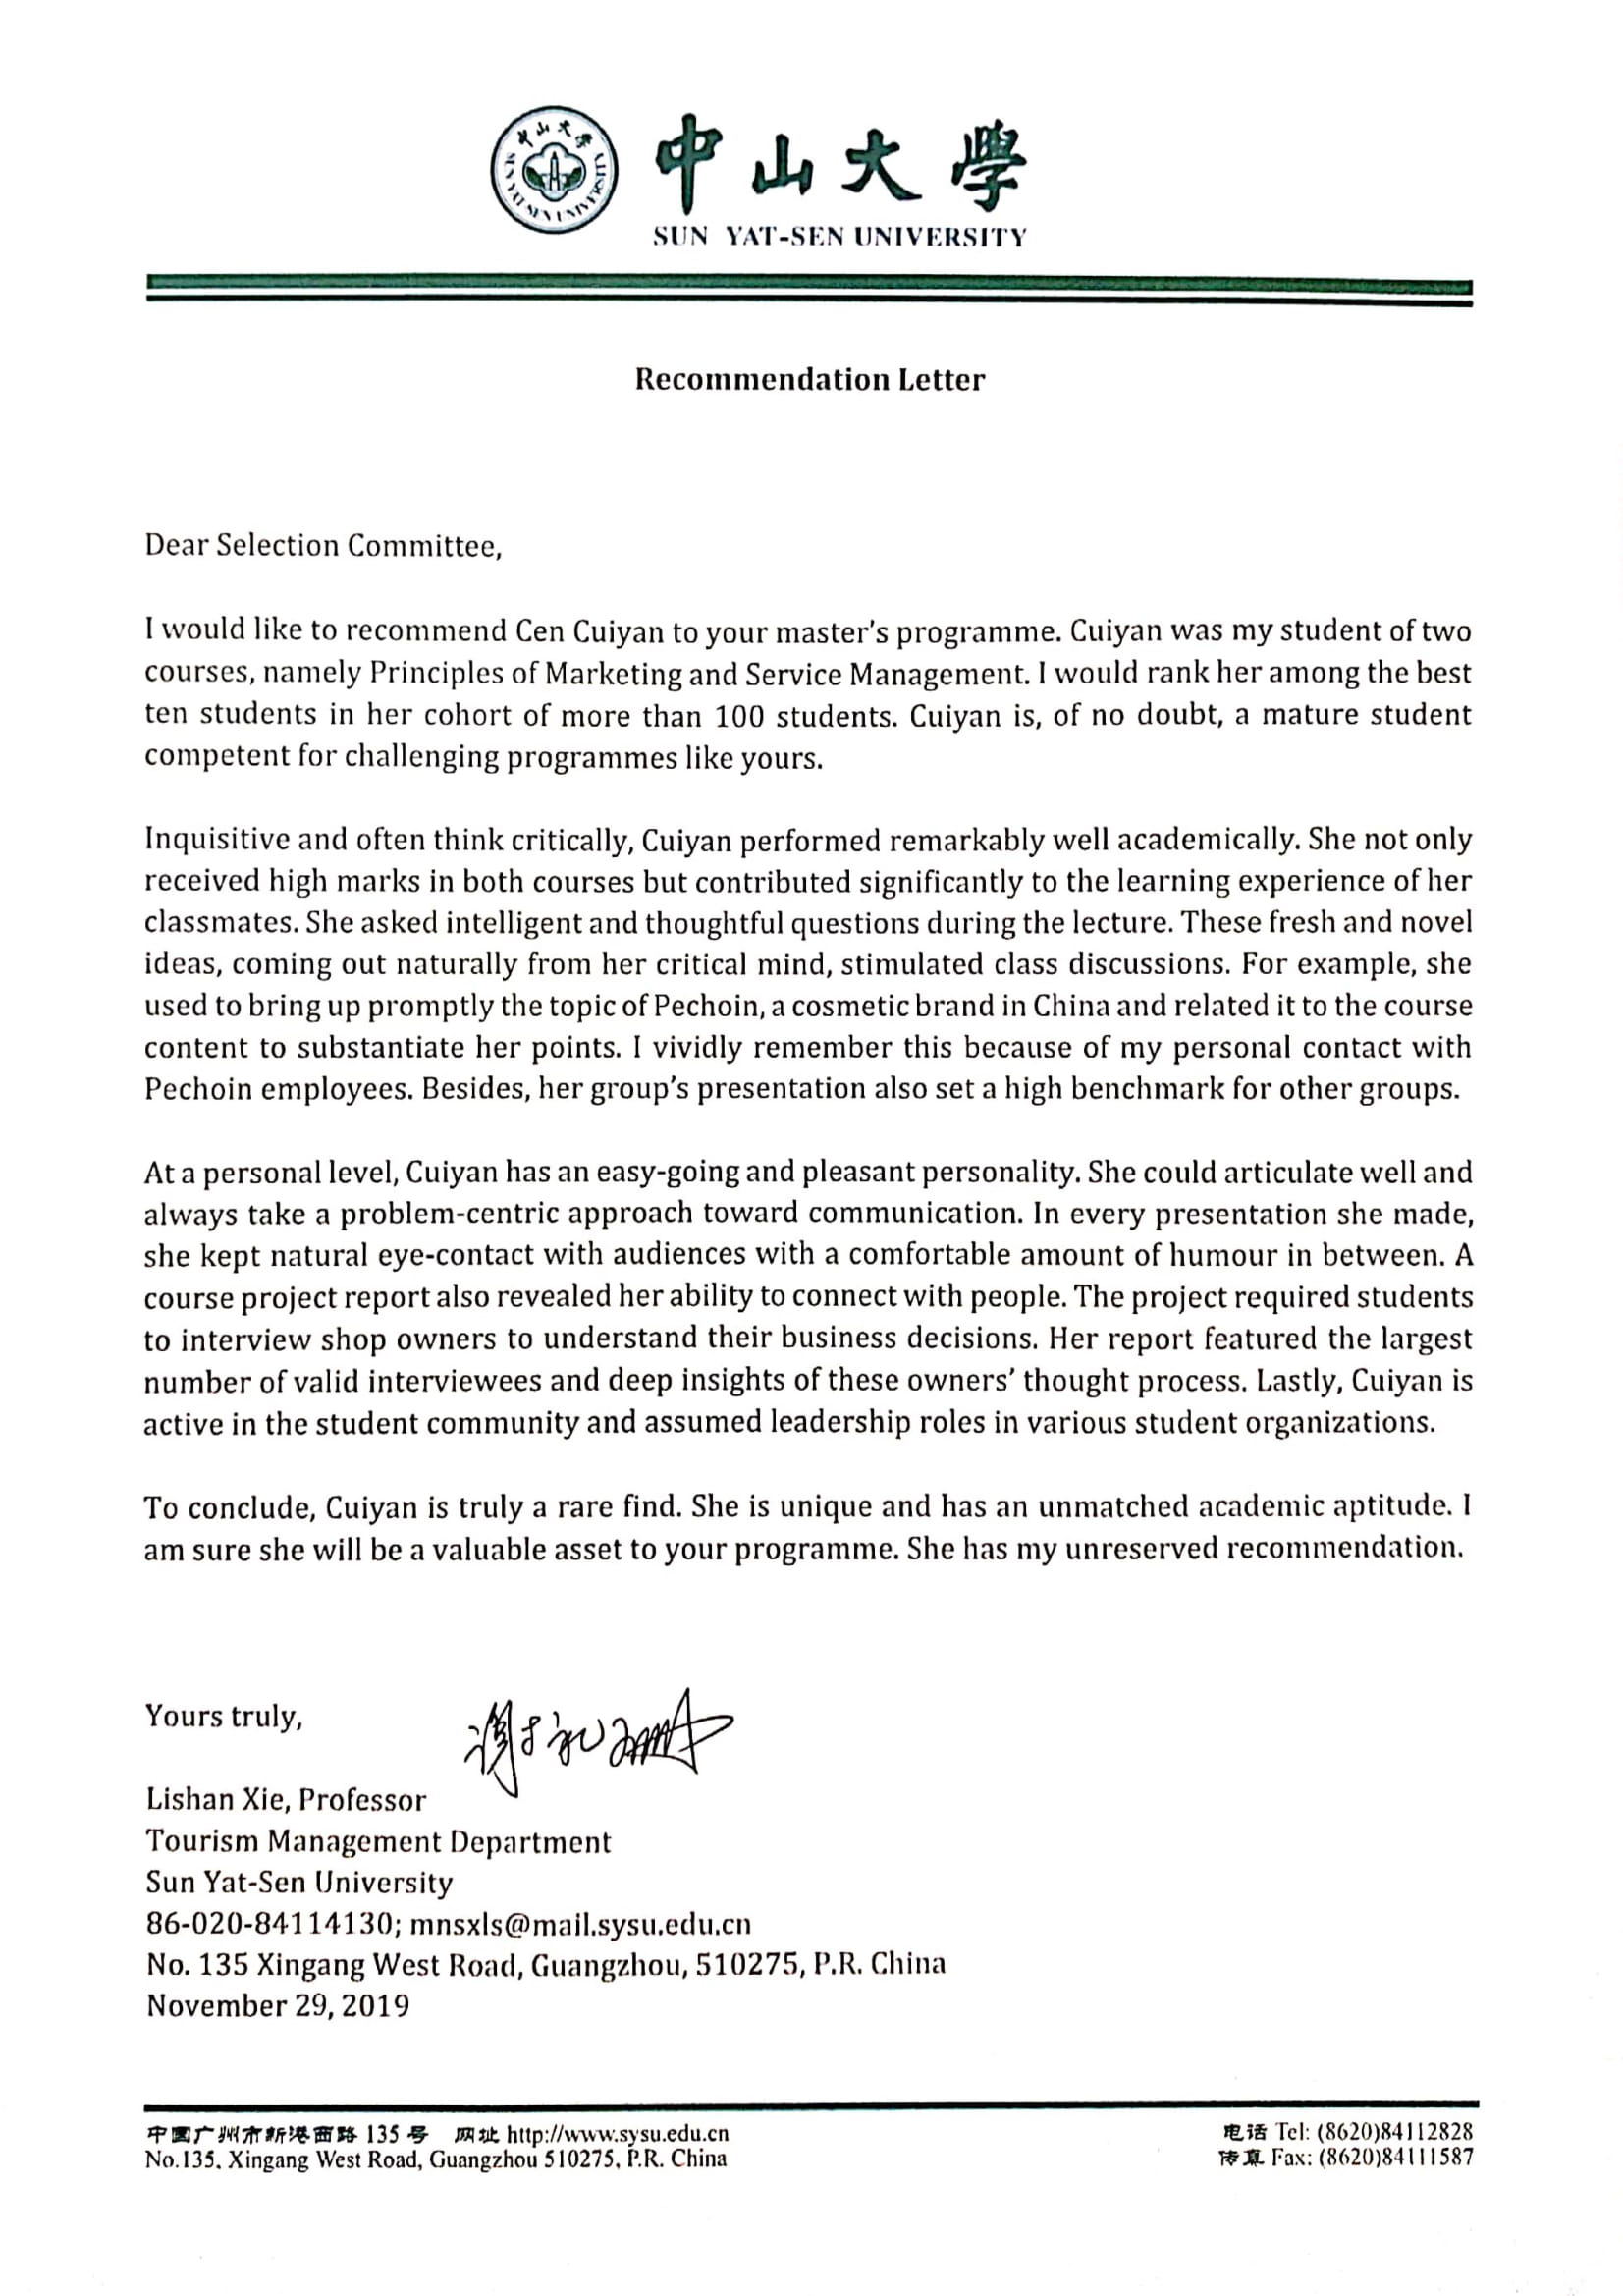 中山大学
SUN YAT-SEN UNIVERSITY
中山大學
SUN YAT-SEN UNIVERSITY
Recommendation Letter
Dear Selection Committee,
I would like to recommend Cen Cuiyan to your master's programme. Cuiyan was my student of two
courses, namely Principles of Marketing and Service Management. I would rank her among the best
ten students in her cohort of more than 100 students. Cuiyan is, of no doubt, a mature student
competent for challenging programmes like yours.
Inquisitive and often think critically, Cuiyan performed remarkably well academically. She not only
received high marks in both courses but contributed significantly to the learning experience of her
classmates. She asked intelligent and thoughtful questions during the lecture. These fresh and novel
ideas, coming out naturally from her critical mind, stimulated class discussions. For example, she
used to bring up promptly the topic of Pechoin, a cosmetic brand in China and related it to the course
content to substantiate her points. I vividly remember this because of my personal contact with
Pechoin employees. Besides, her group's presentation also set a high benchmark for other groups.
At a personal level, Cuiyan has an easy-going and pleasant personality. She could articulate well and
always take a problem-centric approach toward communication. In every presentation she made,
she kept natural eye-contact with audiences with a comfortable amount of humour in between. A
course project report also revealed her ability to connect with people. The project required students
to interview shop owners to understand their business decisions. Her report featured the largest
number of valid interviewees and deep insights of these owners' thought process. Lastly, Cuiyan is
active in the student community and assumed leadership roles in various student organizations.
To conclude, Cuiyan is truly a rare find. She is unique and has an unmatched academic aptitude. I
am sure she will be a valuable asset to your programme. She has my unreserved recommendation.
Yours truly,
Lishan Xie, Professor
Tourism Management Department
Sun Yat-Sen University
86-020-84114130; mnsxls@mail.sysu.edu.cn
No. 135 Xingang West Road, Guangzhou, 510275, P.R. China
November 29, 2019
中国广州市新港西路 135 号 网址 http://www.sysu.edu.cn
电话 Tel: (8620)84112828
No.135, Xingang West Road, Guangzhou 510275, P.R. China
传真 Fax: (8620)84111587